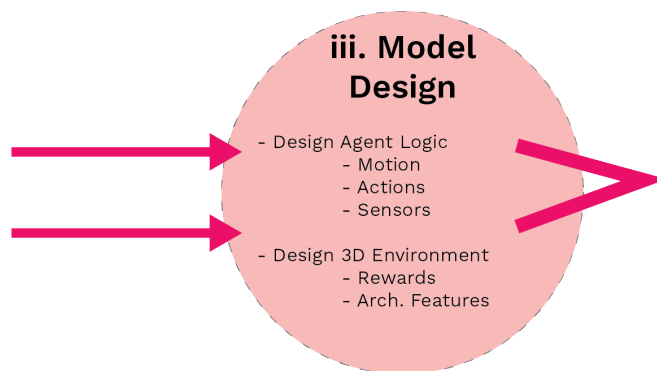 iii. Model
Design
- Design Agent Logic
- Motion
- Actions
- Sensors
- Design 3D Environment
- Rewards
- Arch. Features